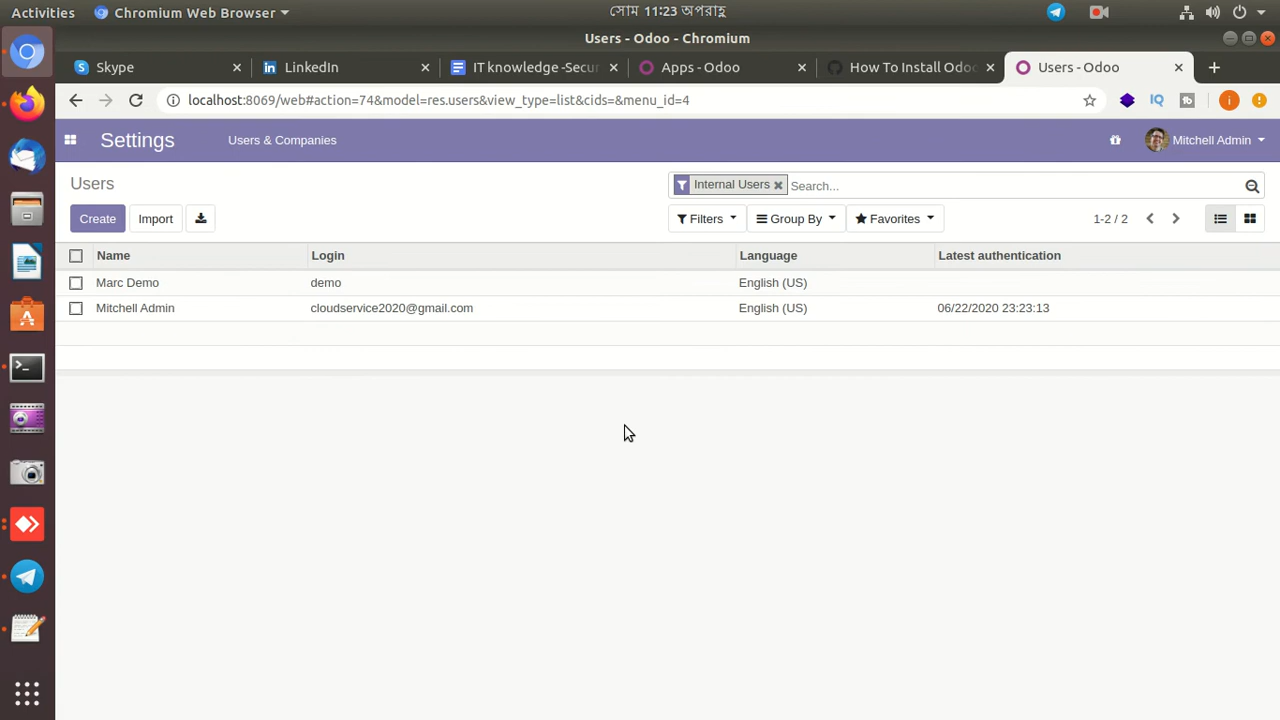 Activities Chromium Web Browser সোম 11:23 অপরাহ্ণ
Users - Odoo - Chromium
Skype LinkedIn IT knowledge -Secur Apps - Odoo How To Install Odoo Users - Odoo
localhost:8069/web#action=74&model=res.users&view_type=list&cids=&menu_id=4
Settings Users & Companies Mitchell Admin
Users Internal Users Search...
Create Import Filters Group By Favorites 1-2 / 2
Name Login Language Latest authentication
Marc Demo demo English (US)
Mitchell Admin cloudservice2020@gmail.com English (US) 06/22/2020 23:23:13